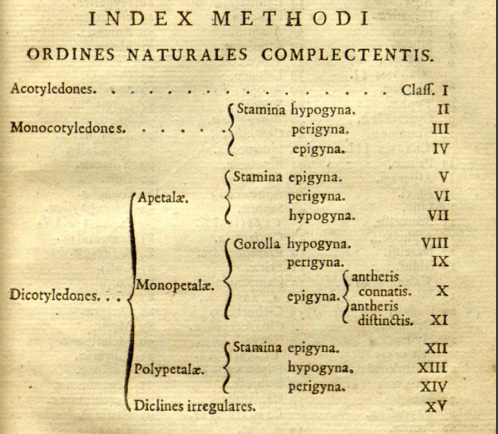 INDEX METHODI
ORDINES NATURALES COMPLECTENTIS.
Acotyledones. . . . . . . . . . . . . . . . Claſſ. I
Stamina hypogyna. II
Monocotyledones. . . . . . perigyna. III
epigyna. IV
Stamina epigyna. V
Apetalæ. perigyna. VI
hypogyna. VII
Corolla hypogyna. VIII
perigyna. IX
antheris
Monopetalæ. connatis. X
Dicotyledones. . . epigyna. antheris
diſtinctis. XI
Stamina epigyna. XII
Polypetalæ. hypogyna. XIII
perigyna. XIV
Diclines irregulares. XV